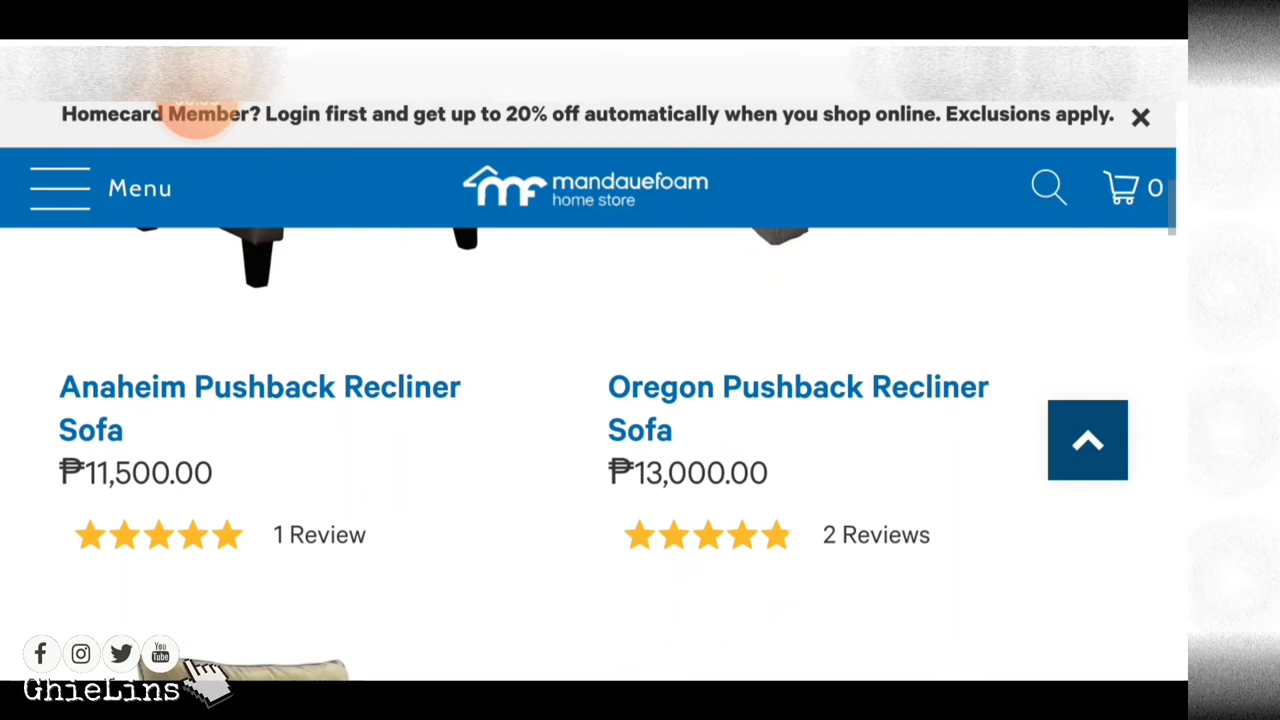 Homecard Member? Login first and get up to 20% off automatically when you shop online. Exclusions apply.
Menu
mandauefoam
home store
0
Anaheim Pushback Recliner
Sofa
₱11,500.00
1 Review
Oregon Pushback Recliner
Sofa
₱13,000.00
2 Reviews
You
Tube
GhieLins